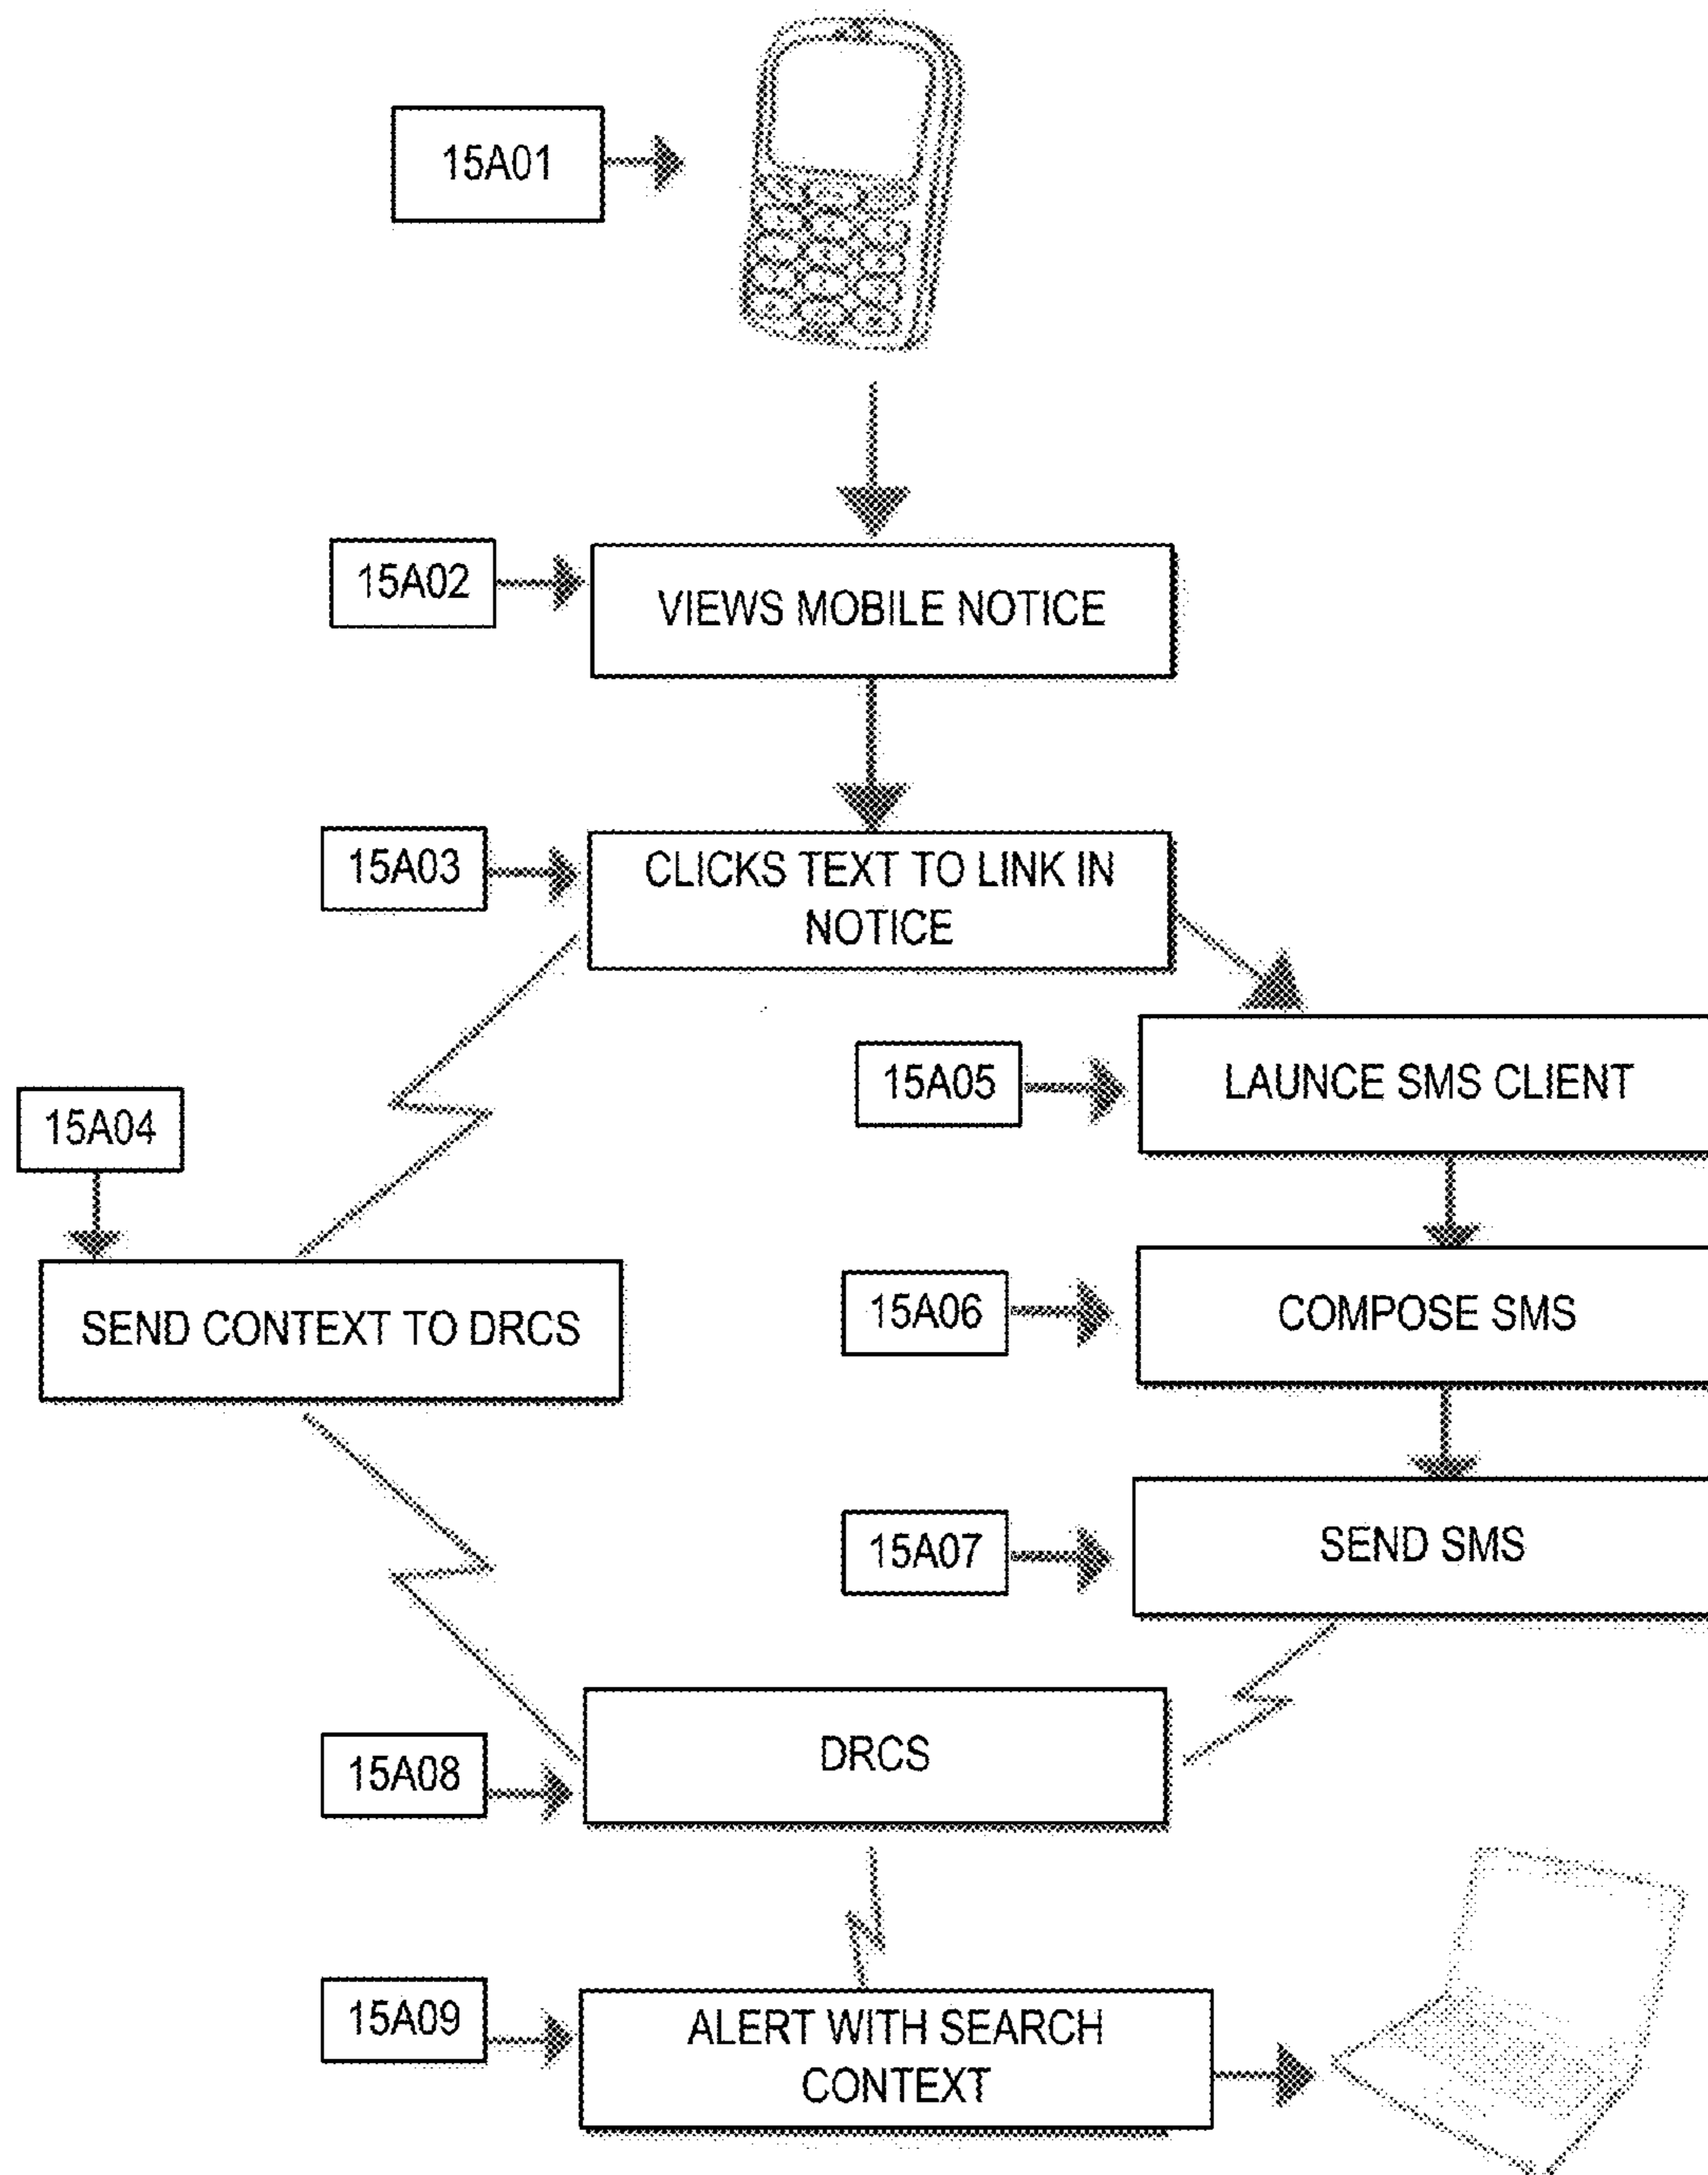 15A01
15A02
VIEWS MOBILE NOTICE
15A03
CLICKS TEXT TO LINK IN
NOTICE
15A05
LAUNCE SMS CLIENT
15A04
15A06
COMPOSE SMS
SEND CONTEXT TO DRCS
15A07
SEND SMS
15A08
DRCS
15A09
ALERT WITH SEARCH
CONTEXT